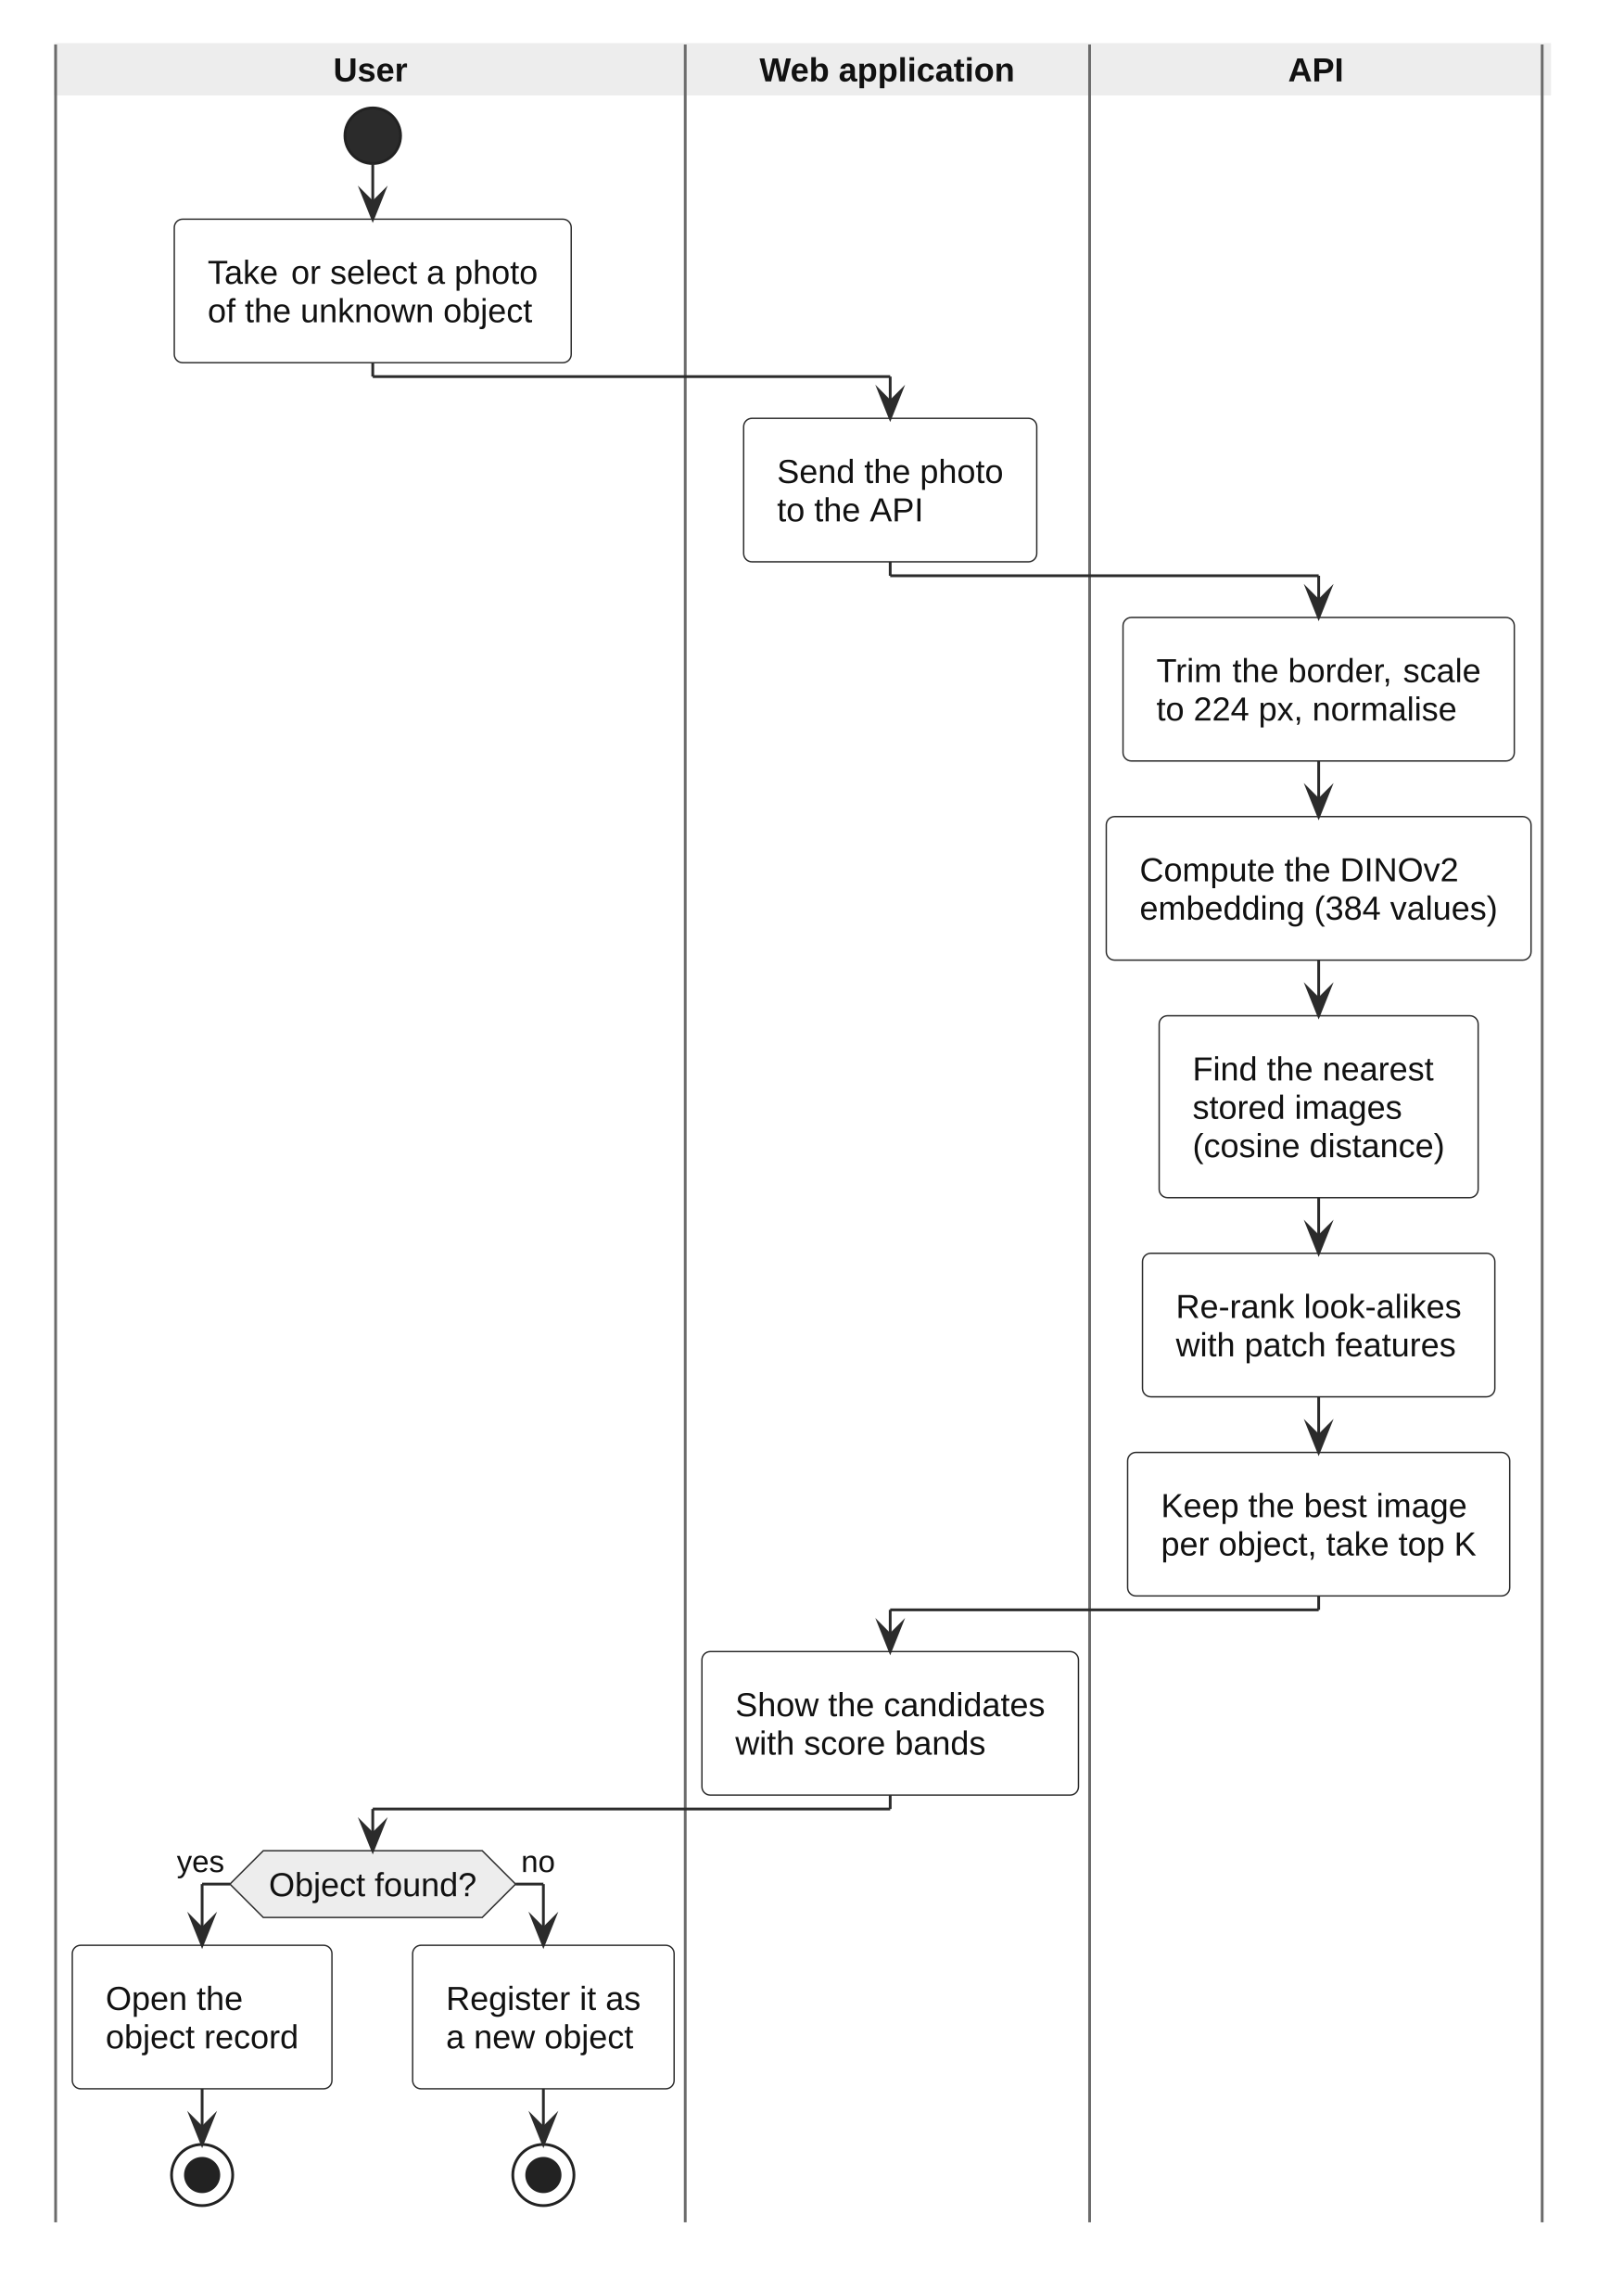 User
Web application
API
Take or select a photo
of the unknown object
Send the photo
to the API
Trim the border, scale
to 224 px, normalise
Compute the DINOv2
embedding (384 values)
Find the nearest
stored images
(cosine distance)
Re-rank look-alikes
with patch features
Keep the best image
per object, take top K
Show the candidates
with score bands
yes
Object found?
no
Open the
object record
Register it as
a new object